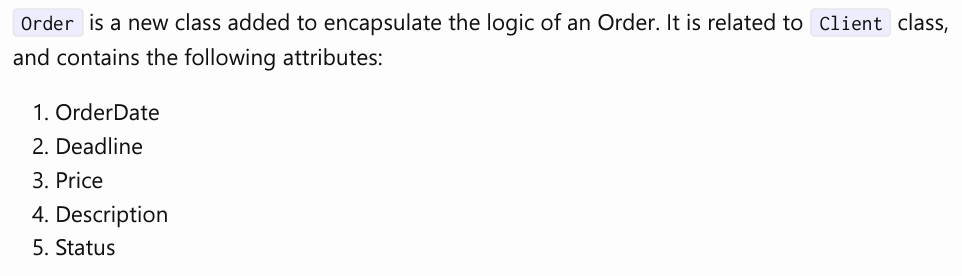 Order is a new class added to encapsulate the logic of an Order. It is related to Client class,
and contains the following attributes:
1. OrderDate
2. Deadline
3. Price
4. Description
5. Status